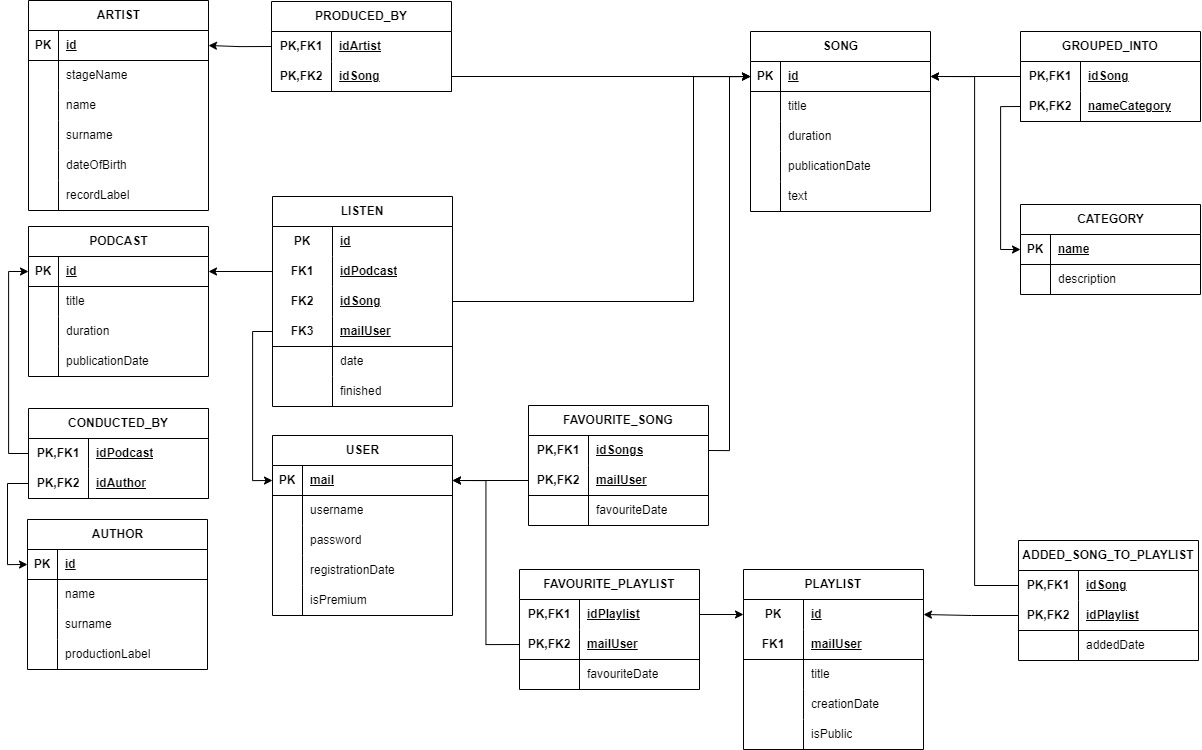 ARTIST
PK id
stageName
name
surname
dateOfBirth
recordLabel
PRODUCED_BY
PK,FK1 idArtist
PK,FK2 idSong
SONG
PK id
title
duration
publicationDate
text
GROUPED_INTO
PK,FK1 idSong
PK,FK2 nameCategory
PODCAST
PK id
title
duration
publicationDate
LISTEN
PK id
FK1 idPodcast
FK2 idSong
FK3 mailUser
date
finished
CATEGORY
PK name
description
CONDUCTED_BY
PK,FK1 idPodcast
PK,FK2 idAuthor
USER
PK mail
username
password
registrationDate
isPremium
FAVOURITE_SONG
PK,FK1 idSongs
PK,FK2 mailUser
favouriteDate
AUTHOR
PK id
name
surname
productionLabel
FAVOURITE_PLAYLIST
PK,FK1 idPlaylist
PK,FK2 mailUser
favouriteDate
PLAYLIST
PK id
FK1 mailUser
title
creationDate
isPublic
ADDED_SONG_TO_PLAYLIST
PK,FK1 idSong
PK,FK2 idPlaylist
addedDate